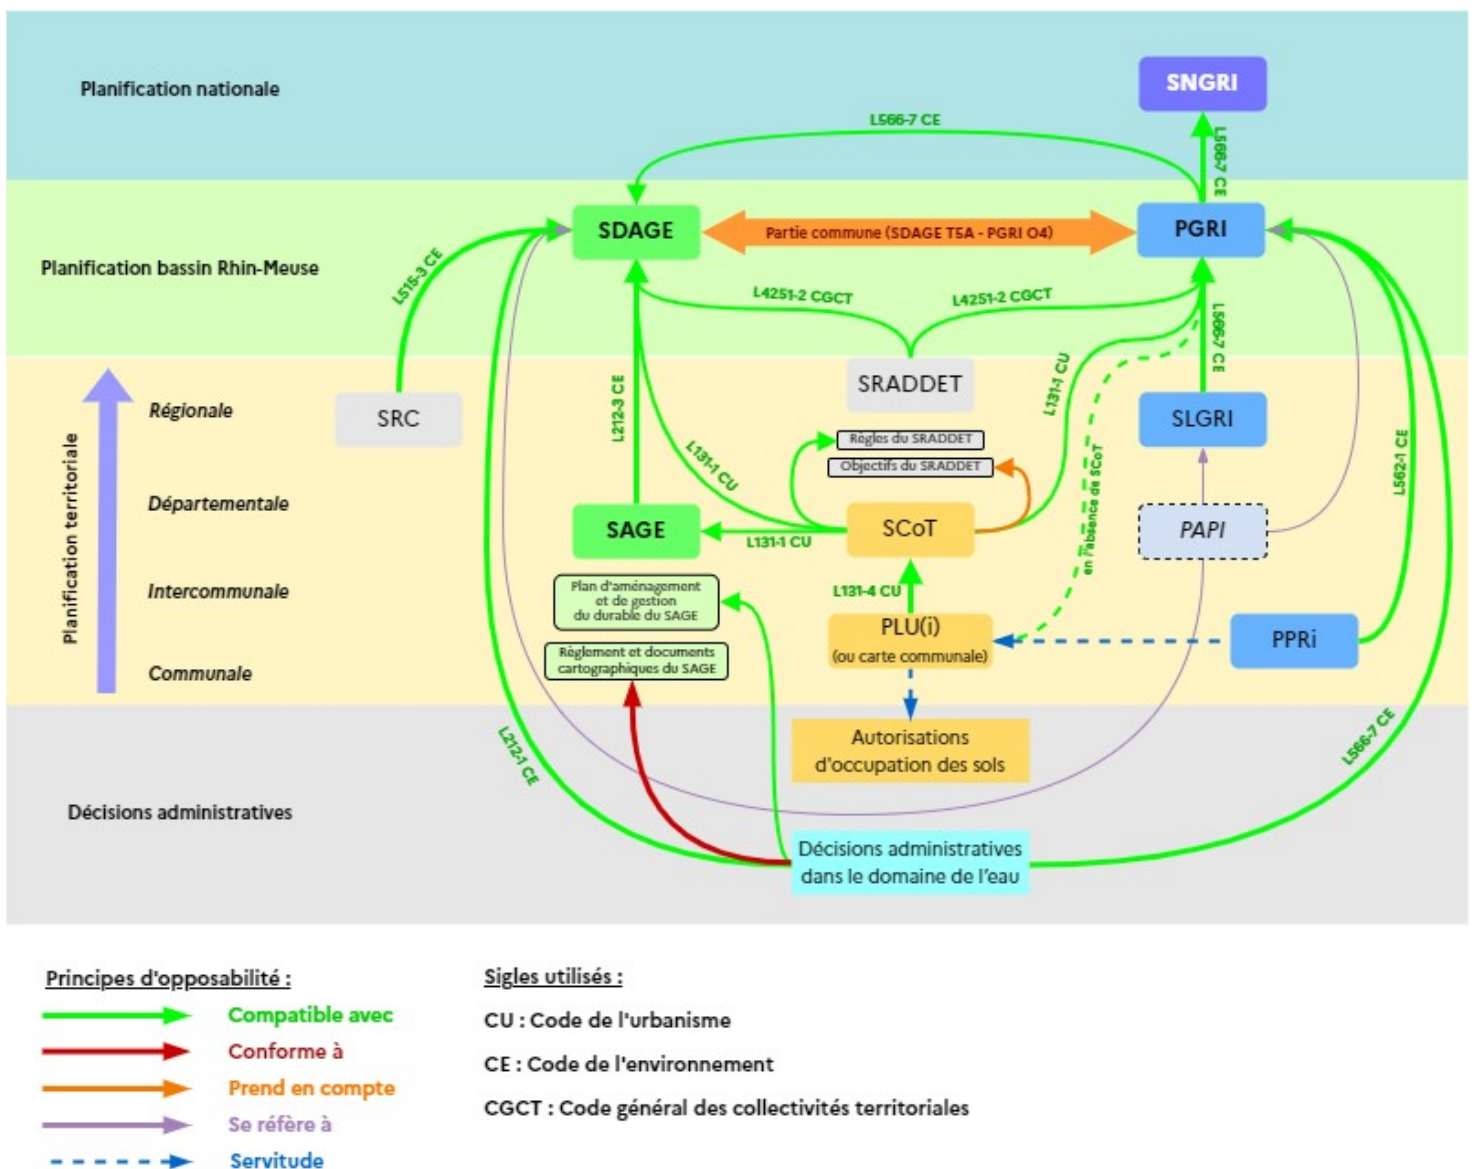 Planification nationale
SNGRI
L566-7 CE
L566-7 CE
SDAGE
Partie commune (SDAGE T5A - PGRI O4)
PGRI
Planification bassin Rhin-Meuse
L515-3 CE
L4251-2 CGCT
L4251-2 CGCT
L566-7 CE
Planification territoriale
Régionale
SRC
SRADDET
SLGRI
L212-3 CE
L131-1 CU
L131-1 CU
Règles du SRADDET
Objectifs du SRADDET
en l'absence de SCoT
L562-1 CE
Départementale
SAGE
L131-1 CU
SCoT
PAPI
Intercommunale
Plan d'aménagement
et de gestion
du durable du SAGE
L131-4 CU
PLU(i)
(ou carte communale)
PPRi
Communale
Règlement et documents
cartographiques du SAGE
L212-1 CE
Autorisations
d'occupation des sols
L566-7 CE
Décisions administratives
Décisions administratives
dans le domaine de l'eau
Principes d'opposabilité :
Compatible avec
Conforme à
Prend en compte
Se réfère à
Servitude
Sigles utilisés :
CU : Code de l'urbanisme
CE : Code de l'environnement
CGCT : Code général des collectivités territoriales